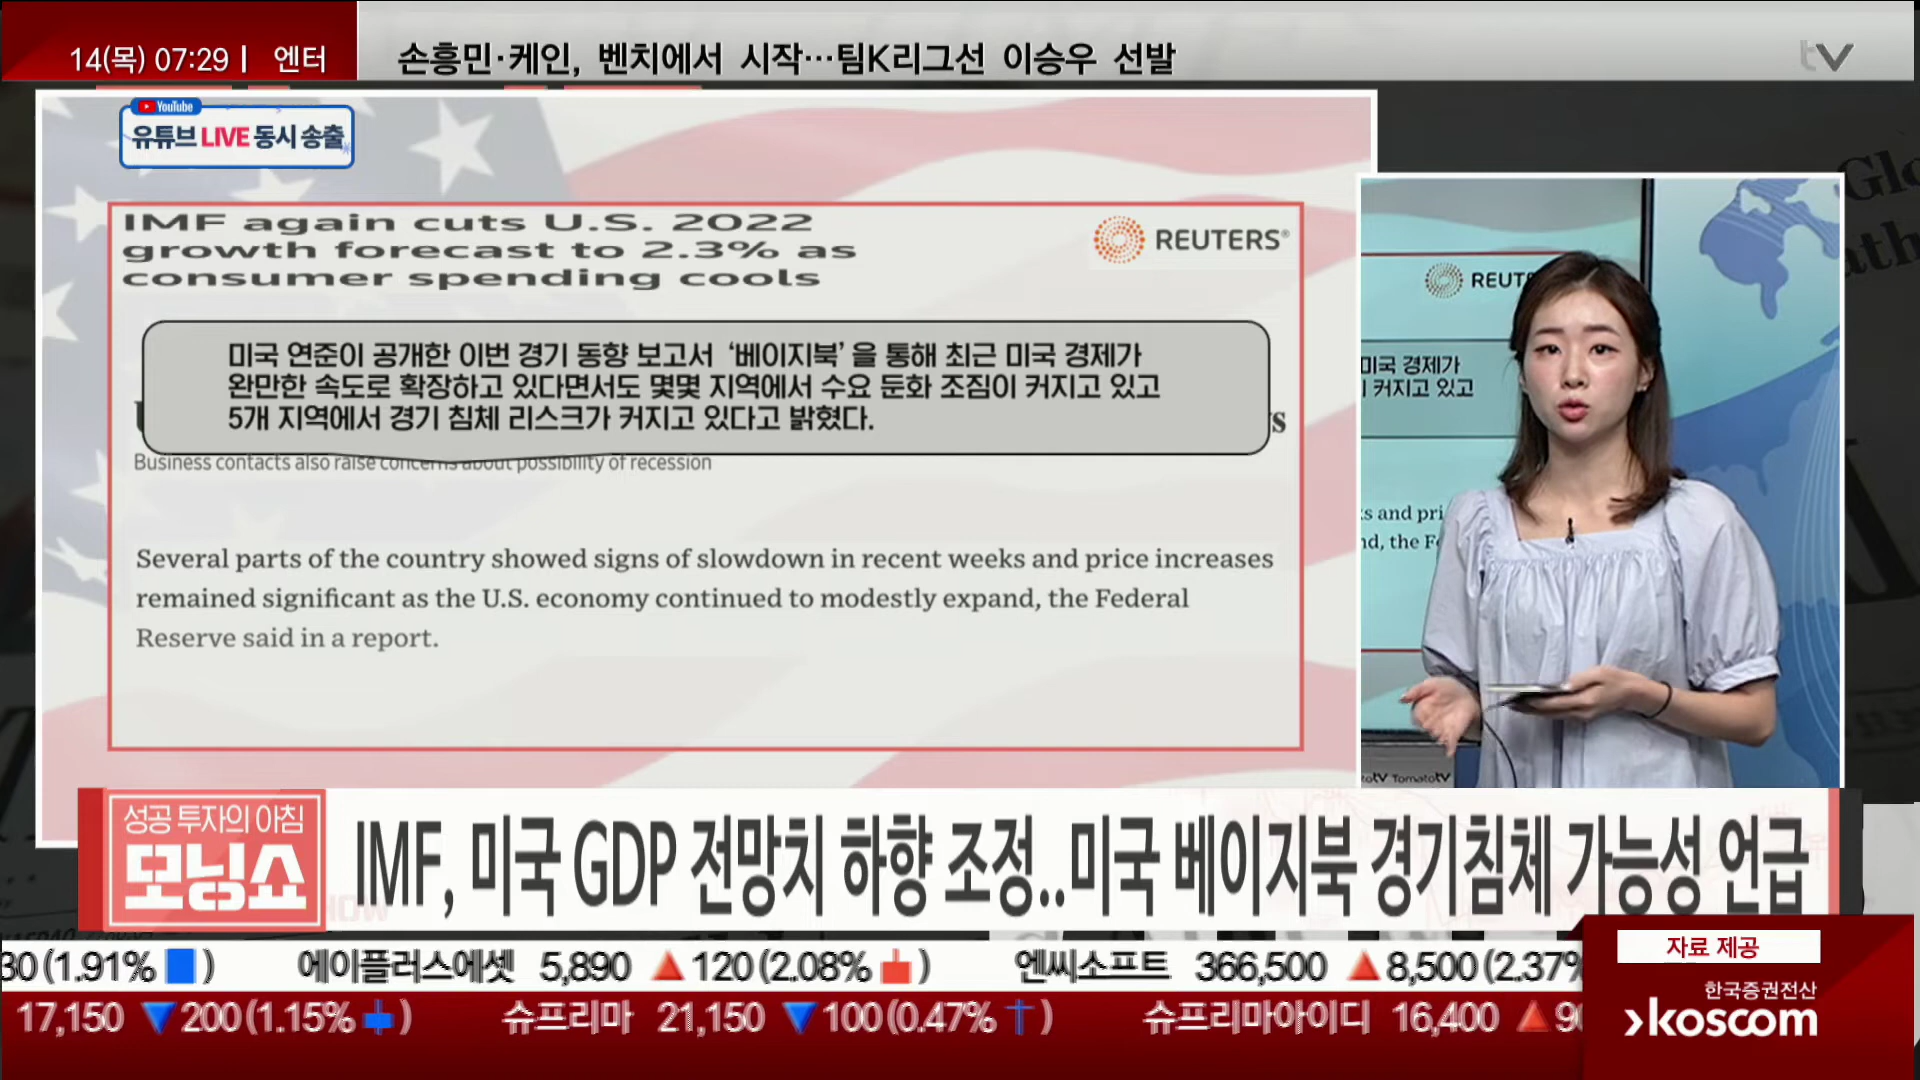 14(목) 07:29 | 엔터
손흥민·케인, 벤치에서 시작…팀K리그선 이승우 선발
tv
YouTube
유튜브 LIVE 동시 송출
IMF again cuts U.S. 2022
growth forecast to 2.3% as
consumer spending cools
REUTERS®
미국 연준이 공개한 이번 경기 동향 보고서 ‘베이지북’ 을 통해 최근 미국 경제가
완만한 속도로 확장하고 있다면서도 몇몇 지역에서 수요 둔화 조짐이 커지고 있고
5개 지역에서 경기 침체 리스크가 커지고 있다고 밝혔다.
Business contacts also raise concerns about possibility of recession
Several parts of the country showed signs of slowdown in recent weeks and price increases
remained significant as the U.S. economy continued to modestly expand, the Federal
Reserve said in a report.
REUT
미국 경제가
커지고 있고
s and pri
nd, the F
TomatoTV
성공 투자의 아침
모닝쇼
IMF, 미국 GDP 전망치 하향 조정..미국 베이지북 경기침체 가능성 언급
30 (1.91% ) 에이플러스에셋 5,890 ▲120 (2.08% ) 엔씨소프트 366,500 ▲8,500 (2.37%
17,150 ▼200 (1.15% ) 슈프리마 21,150 ▼100 (0.47% ) 슈프리마아이디 16,400 ▲90
자료 제공
한국증권전산
koscom